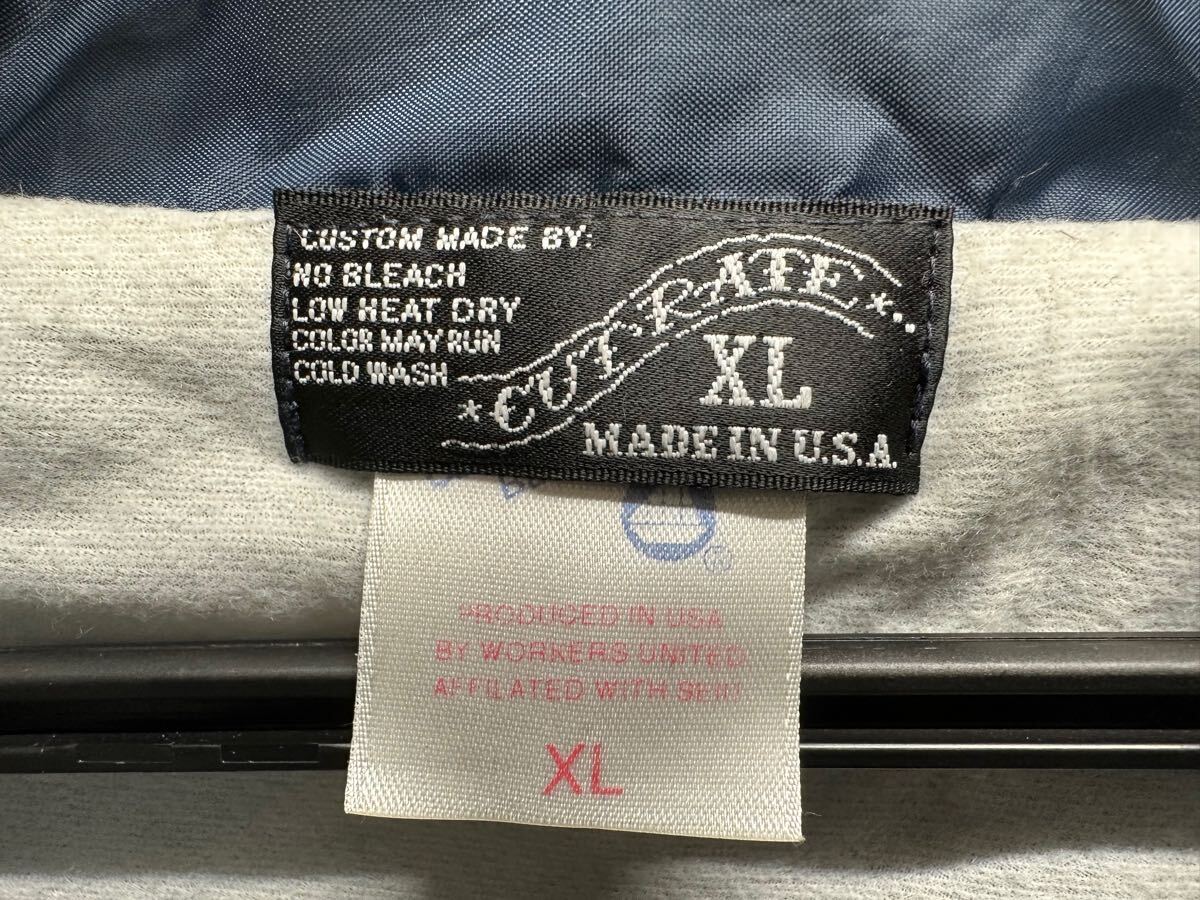 CUSTOM MADE BY:
NO BLEACH
LOW HEAT DRY
COLOR MAY RUN
COLD WASH
*CUT-RATE*
XL
MADE IN U.S.A.
PRODUCED IN USA
BY WORKERS UNITED
AFFILATED WITH SEIU
XL